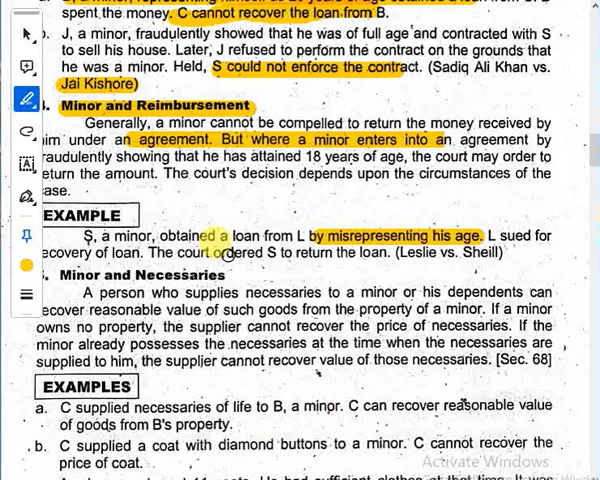 spent the money. C cannot recover the loan from B.
J, a minor, fraudulently showed that he was of full age and contracted with S
to sell his house. Later, J refused to perform the contract on the grounds that
he was a minor. Held, S could not enforce the contract. (Sadiq Ali Khan vs.
Jai Kishore)
Minor and Reimbursement
Generally, a minor cannot be compelled to return the money received by
him under an agreement. But where a minor enters into an agreement by
fraudulently showing that he has attained 18 years of age, the court may order to
return the amount. The court's decision depends upon the circumstances of the
case.
EXAMPLE
S, a minor, obtained a loan from L by misrepresenting his age. L sued for
recovery of loan. The court ordered S to return the loan. (Leslie vs. Sheill)
Minor and Necessaries
A person who supplies necessaries to a minor or his dependents can
recover reasonable value of such goods from the property of a minor. If a minor
owns no property, the supplier cannot recover the price of necessaries. If the
minor already possesses the necessaries at the time when the necessaries are
supplied to him, the supplier cannot recover value of those necessaries. [Sec. 68]
EXAMPLES
a. C supplied necessaries of life to B, a minor. C can recover reasonable value
of goods from B's property.
b. C supplied a coat with diamond buttons to a minor. C cannot recover the
price of coat.
Activate Windows